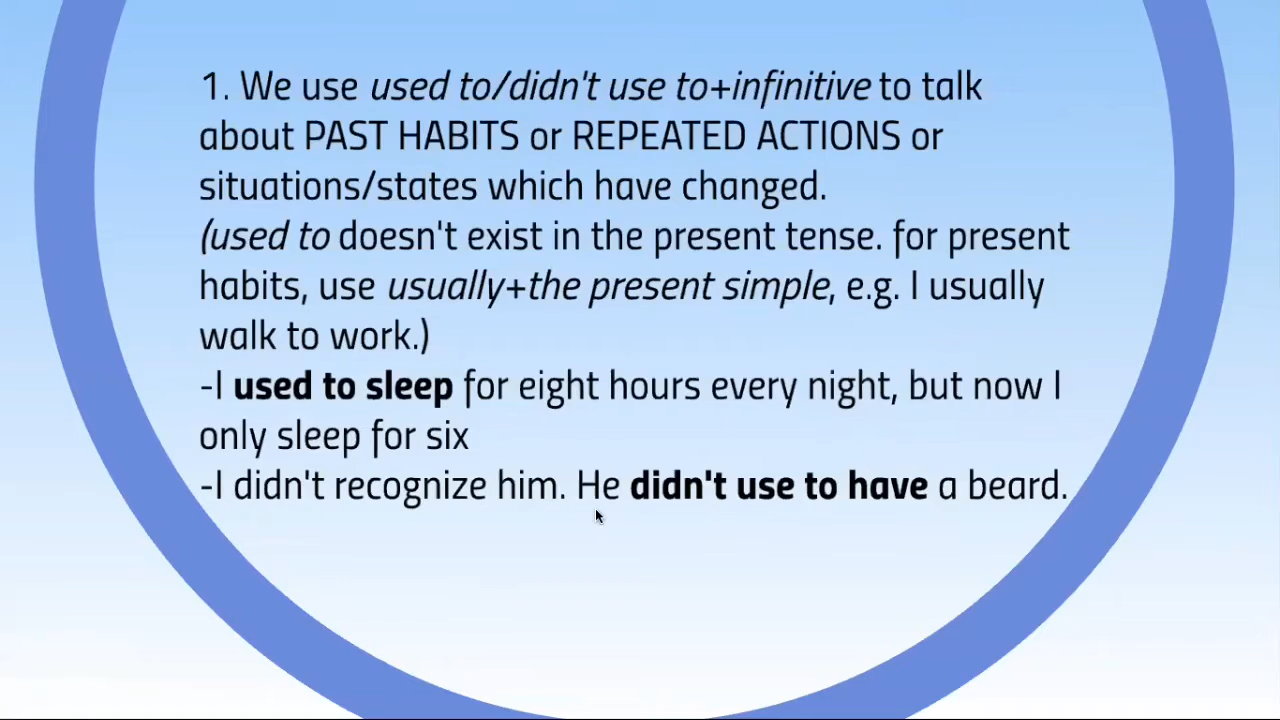 1. We use used to/didn't use to+infinitive to talk
about PAST HABITS or REPEATED ACTIONS or
situations/states which have changed.
(used to doesn't exist in the present tense. for present
habits, use usually+the present simple, e.g. I usually
walk to work.)
-I used to sleep for eight hours every night, but now I
only sleep for six
-I didn't recognize him. He didn't use to have a beard.